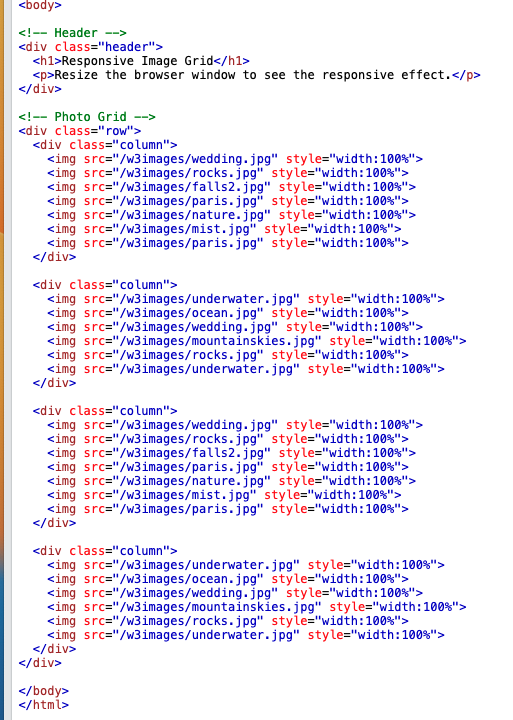 <body>
<!-- Header -->
<div class="header">
<h1>Responsive Image Grid</h1>
<p>Resize the browser window to see the responsive effect.</p>
</div>
<!-- Photo Grid -->
<div class="row">
<div class="column">
<img src="/w3images/wedding.jpg" style="width:100%">
<img src="/w3images/rocks.jpg" style="width:100%">
<img src="/w3images/falls2.jpg" style="width:100%">
<img src="/w3images/paris.jpg" style="width:100%">
<img src="/w3images/nature.jpg" style="width:100%">
<img src="/w3images/mist.jpg" style="width:100%">
<img src="/w3images/paris.jpg" style="width:100%">
</div>
<div class="column">
<img src="/w3images/underwater.jpg" style="width:100%">
<img src="/w3images/ocean.jpg" style="width:100%">
<img src="/w3images/wedding.jpg" style="width:100%">
<img src="/w3images/mountainskies.jpg" style="width:100%">
<img src="/w3images/rocks.jpg" style="width:100%">
<img src="/w3images/underwater.jpg" style="width:100%">
</div>
<div class="column">
<img src="/w3images/wedding.jpg" style="width:100%">
<img src="/w3images/rocks.jpg" style="width:100%">
<img src="/w3images/falls2.jpg" style="width:100%">
<img src="/w3images/paris.jpg" style="width:100%">
<img src="/w3images/nature.jpg" style="width:100%">
<img src="/w3images/mist.jpg" style="width:100%">
<img src="/w3images/paris.jpg" style="width:100%">
</div>
<div class="column">
<img src="/w3images/underwater.jpg" style="width:100%">
<img src="/w3images/ocean.jpg" style="width:100%">
<img src="/w3images/wedding.jpg" style="width:100%">
<img src="/w3images/mountainskies.jpg" style="width:100%">
<img src="/w3images/rocks.jpg" style="width:100%">
<img src="/w3images/underwater.jpg" style="width:100%">
</div>
</div>
</body>
</html>